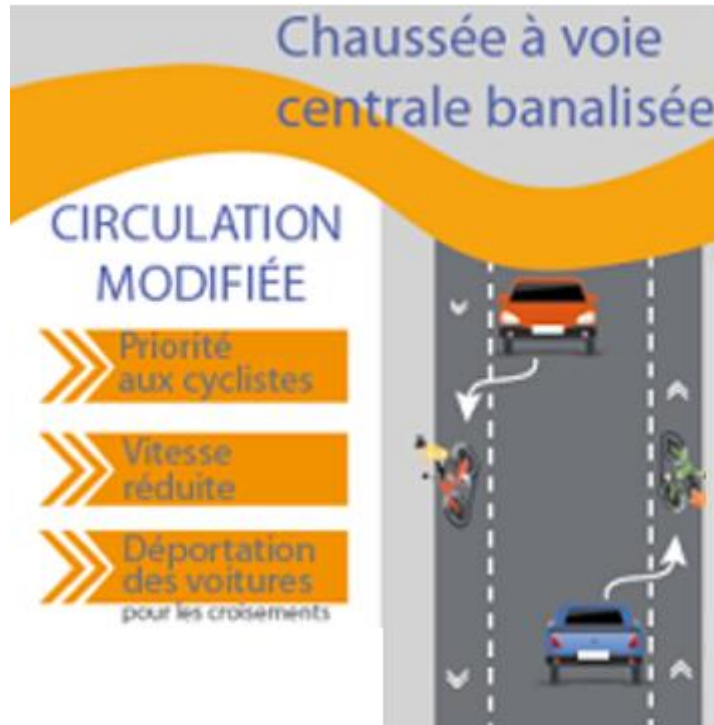 Chaussée à voie
centrale banalisée
CIRCULATION
MODIFIÉE
Priorité
aux cyclistes
Vitesse
réduite
Déportation
des voitures
pour les croisements